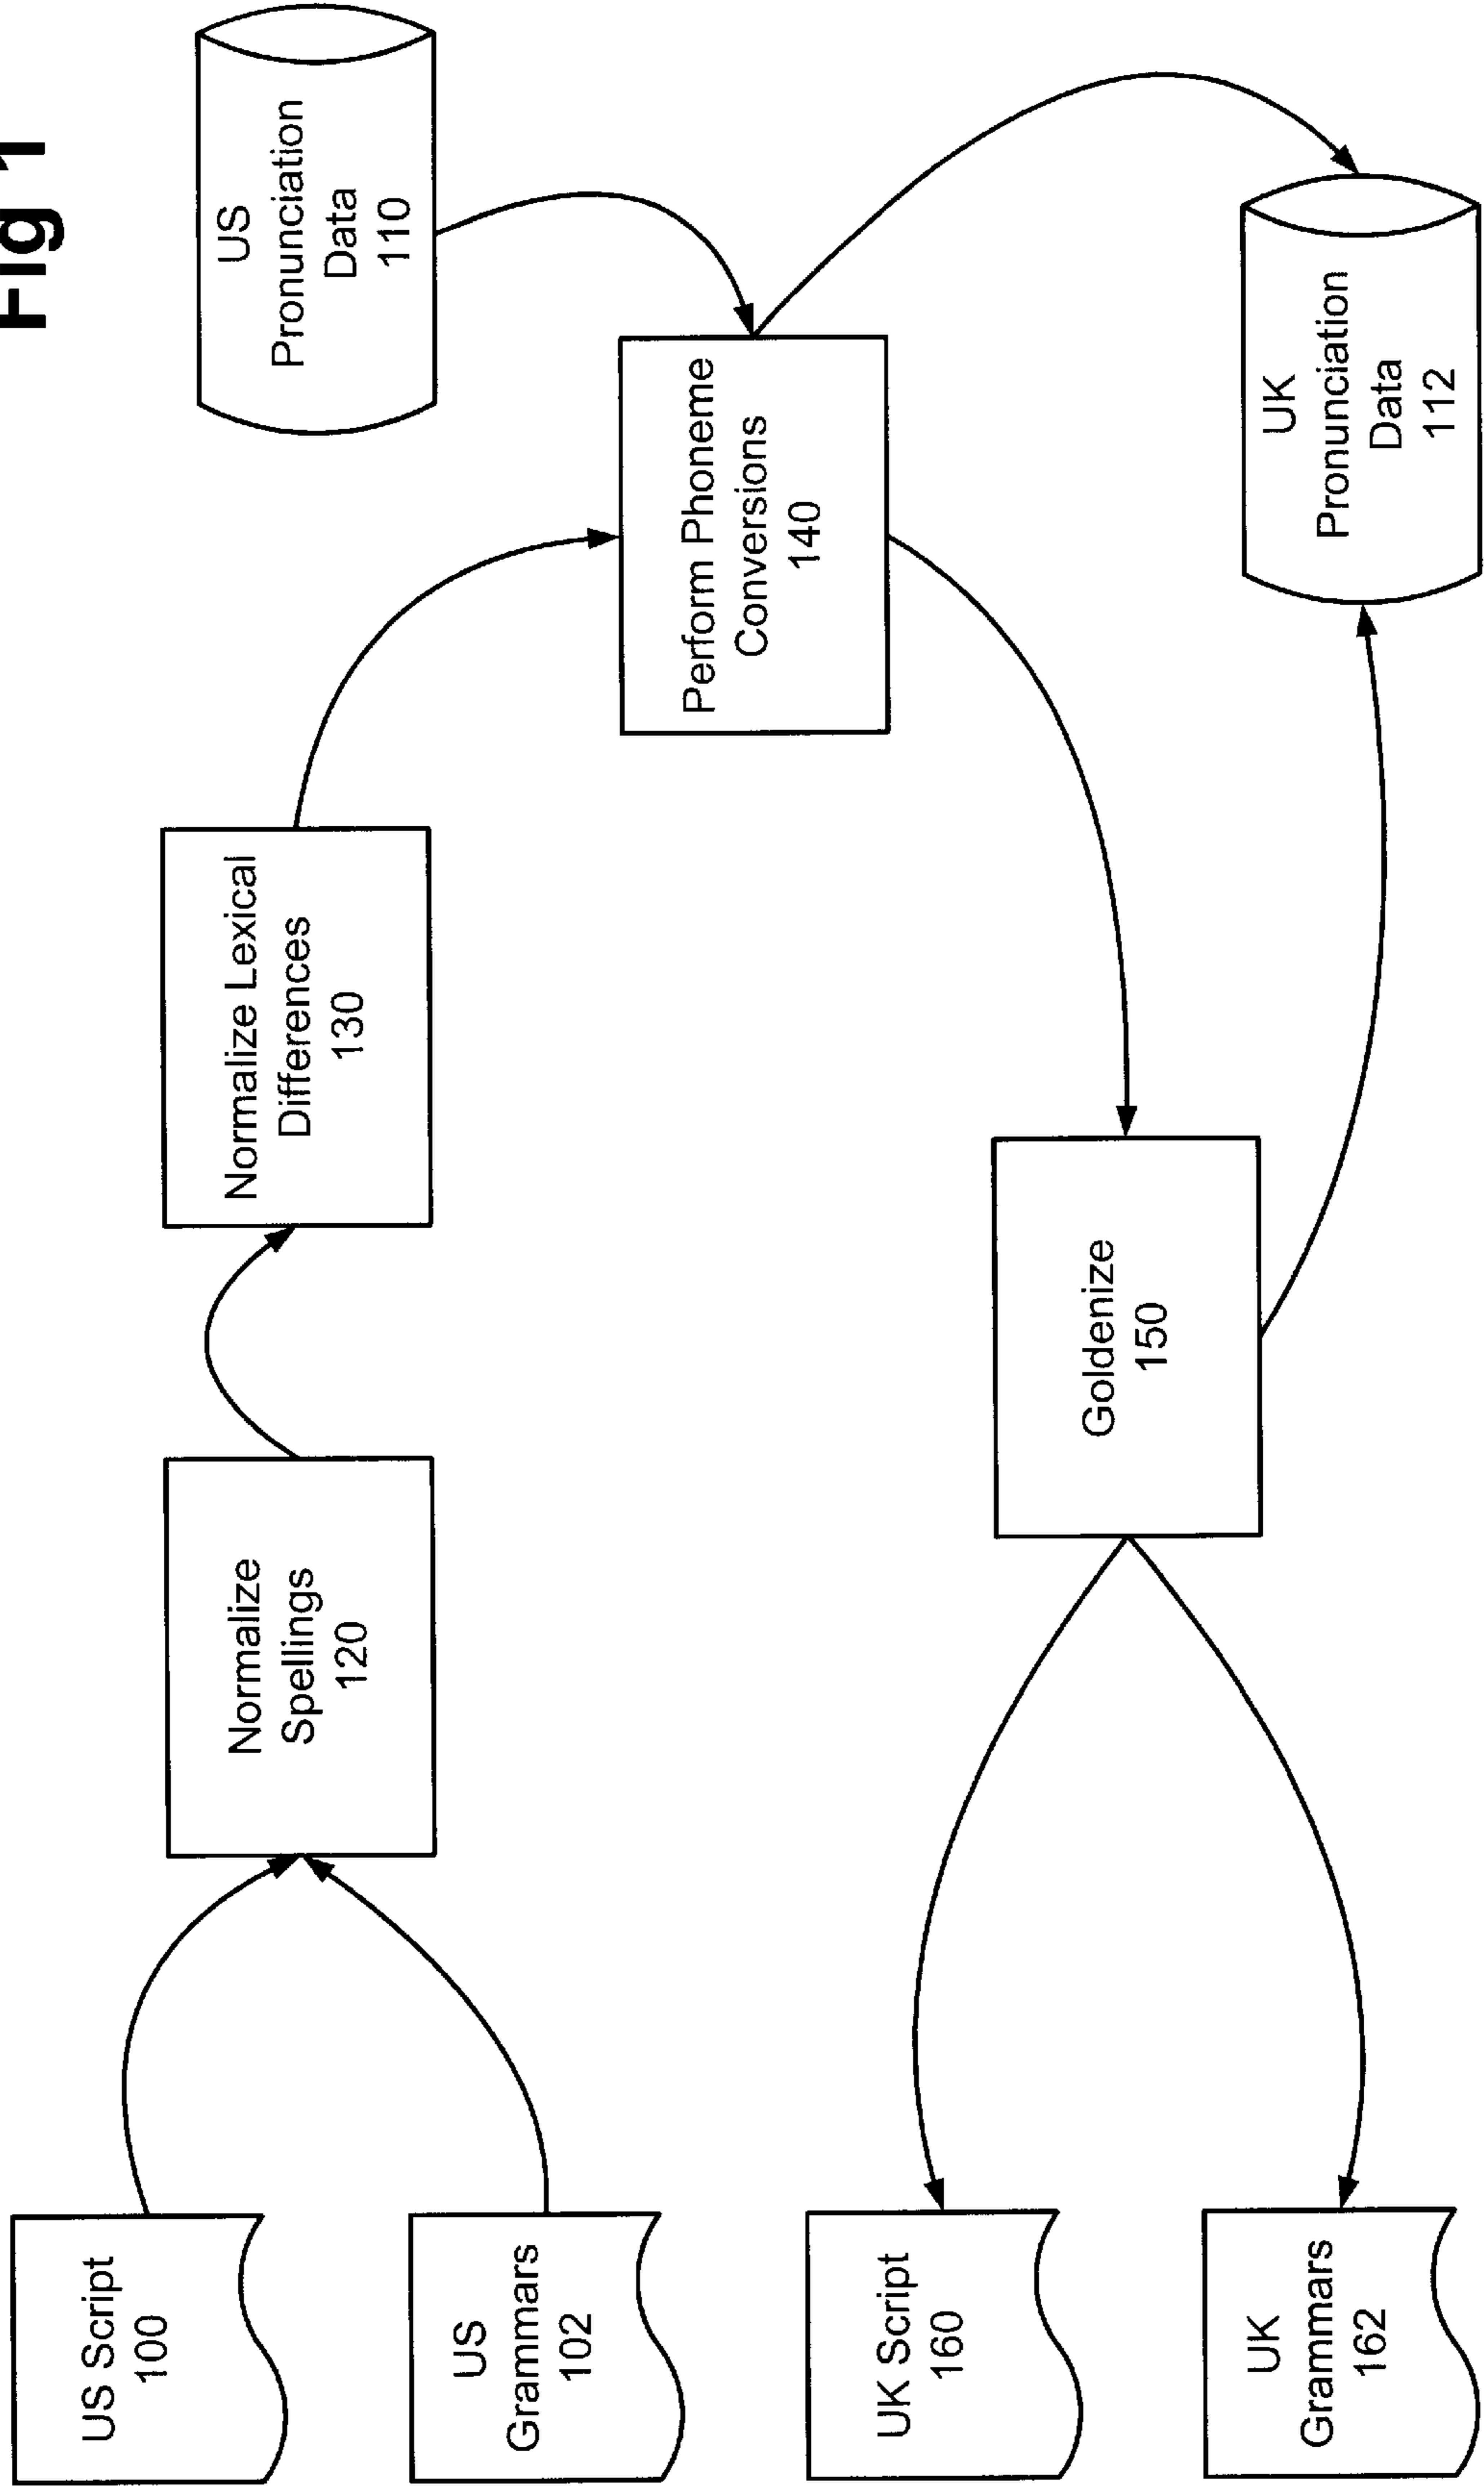 Fig 1
US Script
100
US
Grammars
102
Normalize
Spellings
120
Normalize Lexical
Differences
130
US
Pronunciation
Data
110
Perform Phoneme
Conversions
140
UK Script
160
UK
Grammars
162
Goldenize
150
UK
Pronunciation
Data
112